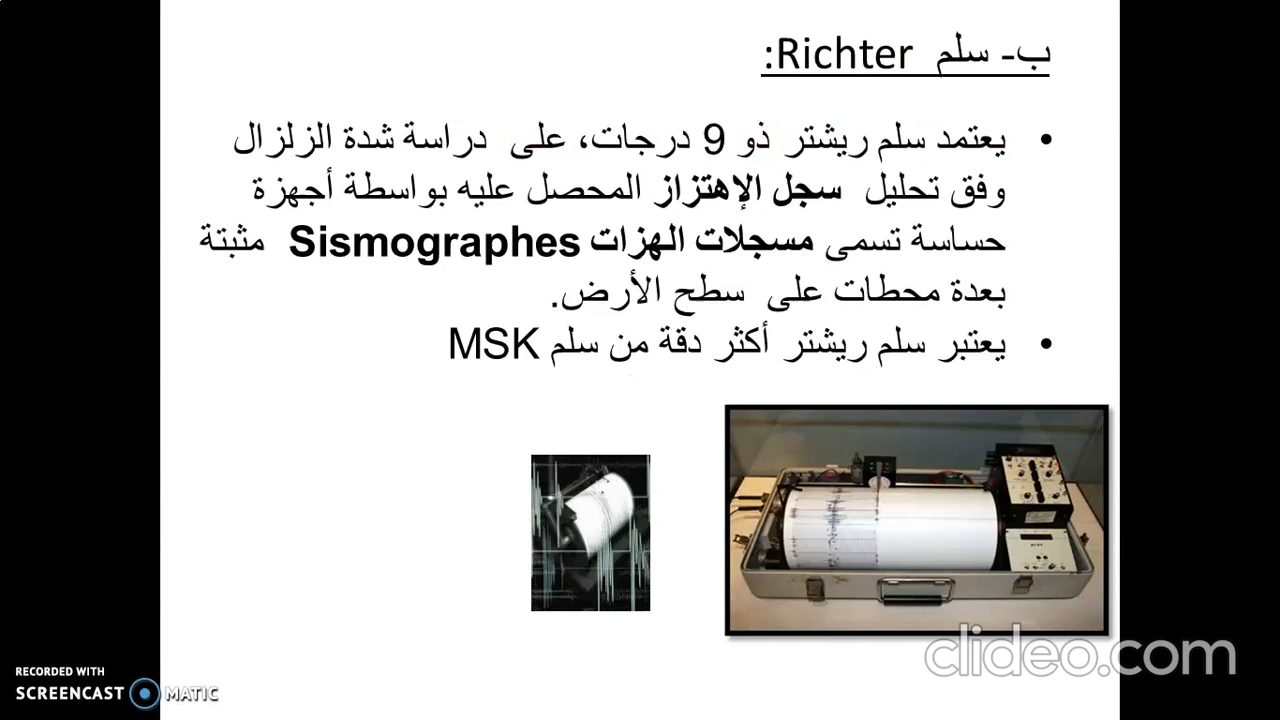 ب- سلم Richter:
• يعتمد سلم ريشتر ذو 9 درجات، على دراسة شدة الزلزال
وفق تحليل سجل الإهتزاز المحصل عليه بواسطة أجهزة
حساسة تسمى مسجلات الهزات Sismographes مثبتة
بعدة محطات على سطح الأرض.
• يعتبر سلم ريشتر أكثر دقة من سلم MSK
clideo.com
RECORDED WITH
SCREENCAST MATIC